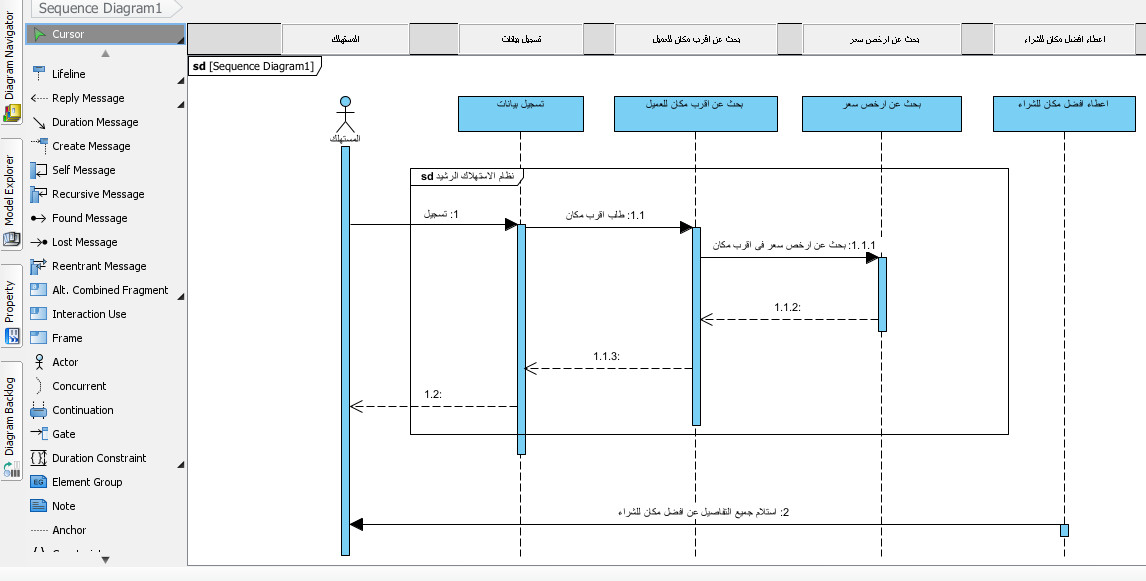 Sequence Diagram1
Diagram Navigator
Model Explorer
Property
Diagram Backlog
Cursor
Lifeline
Reply Message
Duration Message
Create Message
Self Message
Recursive Message
Found Message
Lost Message
Reentrant Message
Alt. Combined Fragment
Interaction Use
Frame
Actor
Concurrent
Continuation
Gate
Duration Constraint
Element Group
Note
Anchor
المستهلك
تسجيل بيانات
بحث عن اقرب مكان للعميل
بحث عن ارخص سعر
اعطاء افضل مكان للشراء
sd [Sequence Diagram1]
تسجيل بيانات
بحث عن اقرب مكان للعميل
بحث عن ارخص سعر
اعطاء افضل مكان للشراء
المستهلك
sd نظام الاستهلاك الرشيد
1: تسجيل
1.1: طلب اقرب مكان
1.1.1: بحث عن ارخص سعر فى اقرب مكان
1.1.2:
1.1.3:
1.2:
2: استلام جميع التفاصيل عن افضل مكان للشراء